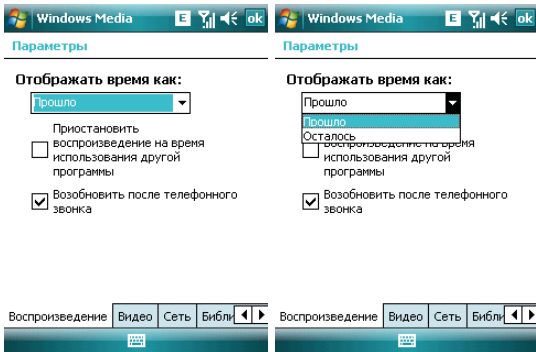 Windows Media E ok
Параметры
Отображать время как:
Прошло
Приостановить
воспроизведение на время
использования другой
программы
Возобновить после телефонного
звонка
Воспроизведение Видео Сеть Библи
Windows Media E ok
Параметры
Отображать время как:
Прошло
Прошло
Осталось
воспроизведение на время
использования другой
программы
Возобновить после телефонного
звонка
Воспроизведение Видео Сеть Библи